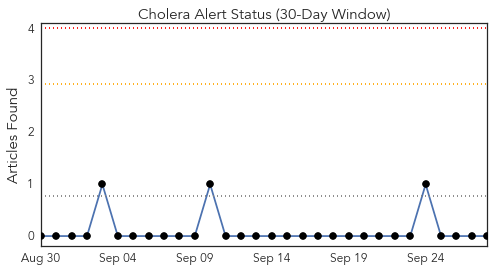 Cholera Alert Status (30-Day Window)
Articles Found
4
3
2
1
0
Aug 30 Sep 04 Sep 09 Sep 14 Sep 19 Sep 24